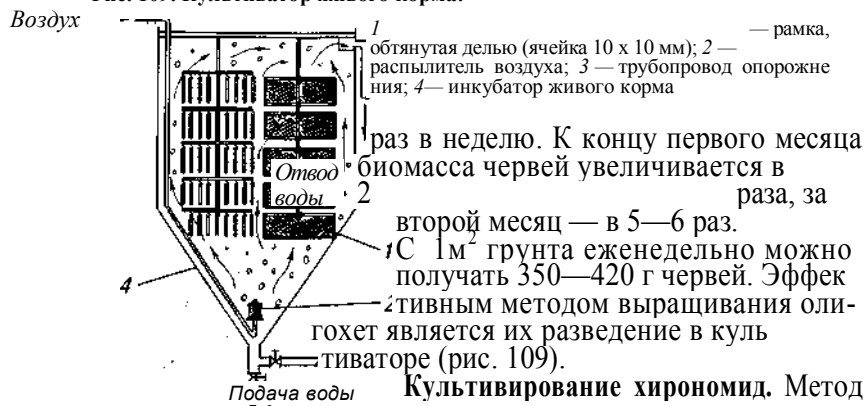 Рис. 109. Культиватор живого корма:
Воздух
1 — рамка,
обтянутая делью (ячейка 10 х 10 мм); 2 —
распылитель воздуха; 3 — трубопровод опорожне
ния; 4— инкубатор живого корма
раз в неделю. К концу первого месяца
биомасса червей увеличивается в
2 раза, за
второй месяц — в 5—6 раз.
С 1м² грунта еженедельно можно
получать 350—420 г червей. Эффек
тивным методом выращивания оли-
гохет является их разведение в куль
тиваторе (рис. 109).
Культивирование хирономид. Метод
Отвод
воды
1
4
2
Подача воды